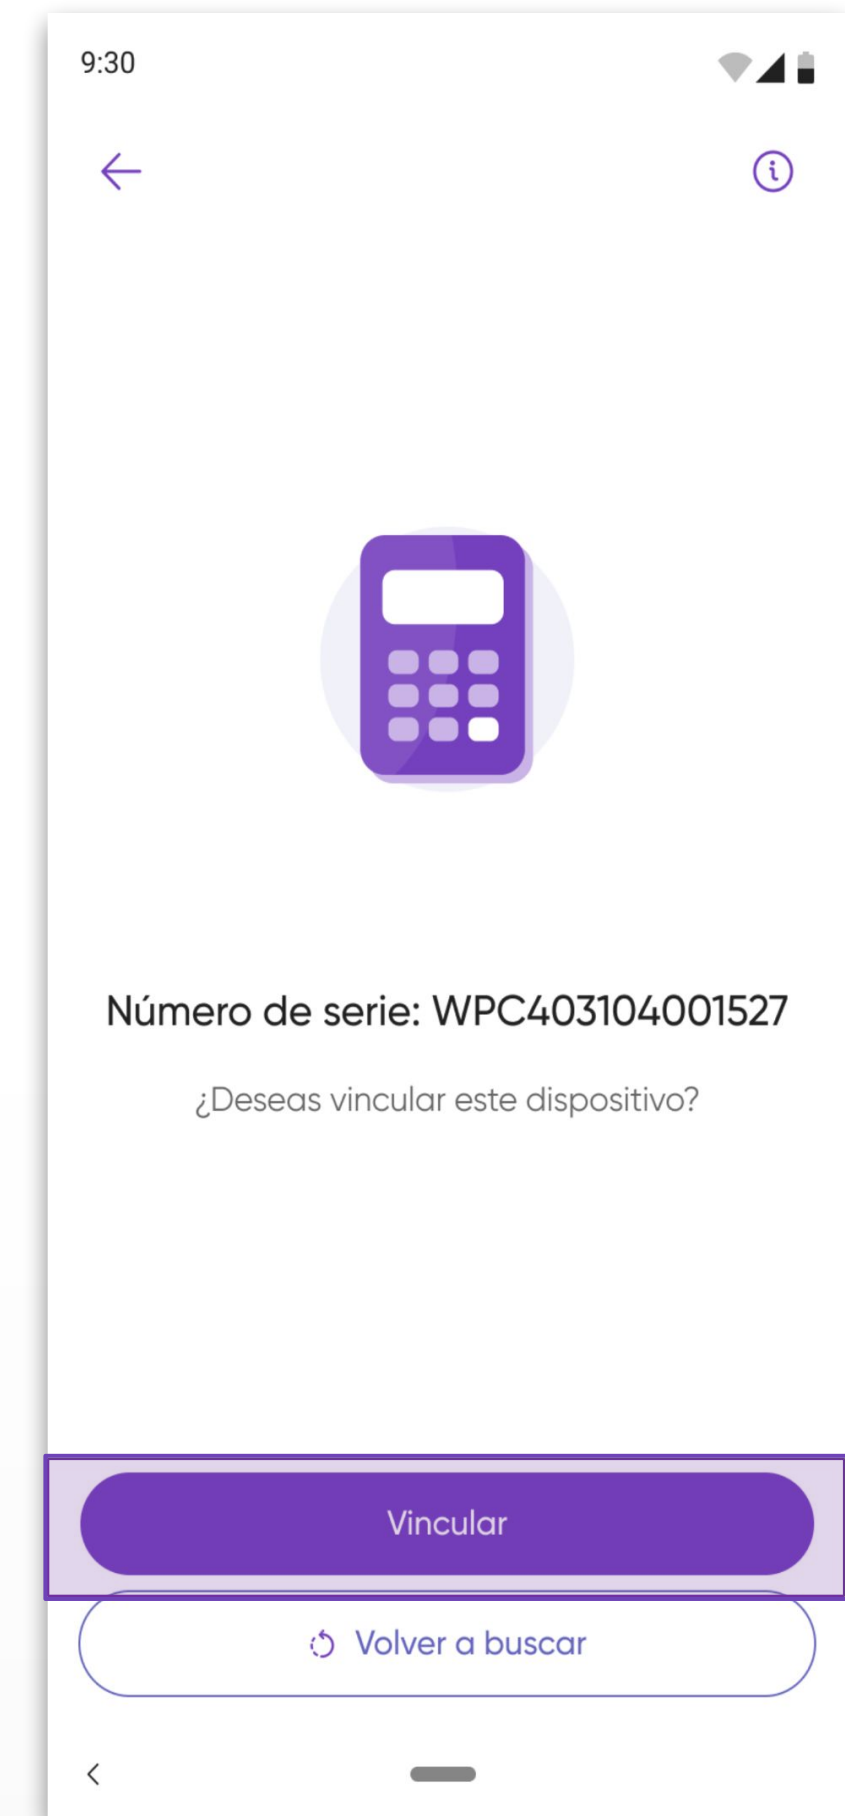 9:30
Número de serie: WPC403104001527
¿Deseas vincular este dispositivo?
Vincular
Volver a buscar